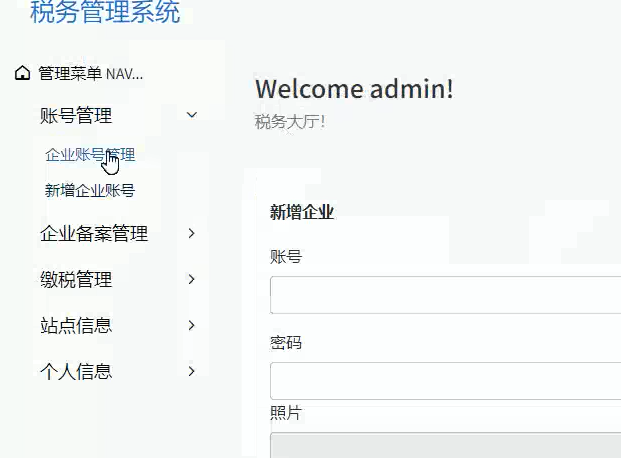 税务管理系统
管理菜单 NAV...
账号管理
企业账号管理
新增企业账号
企业备案管理
缴税管理
站点信息
个人信息
Welcome admin!
税务大厅!
新增企业
账号
密码
照片